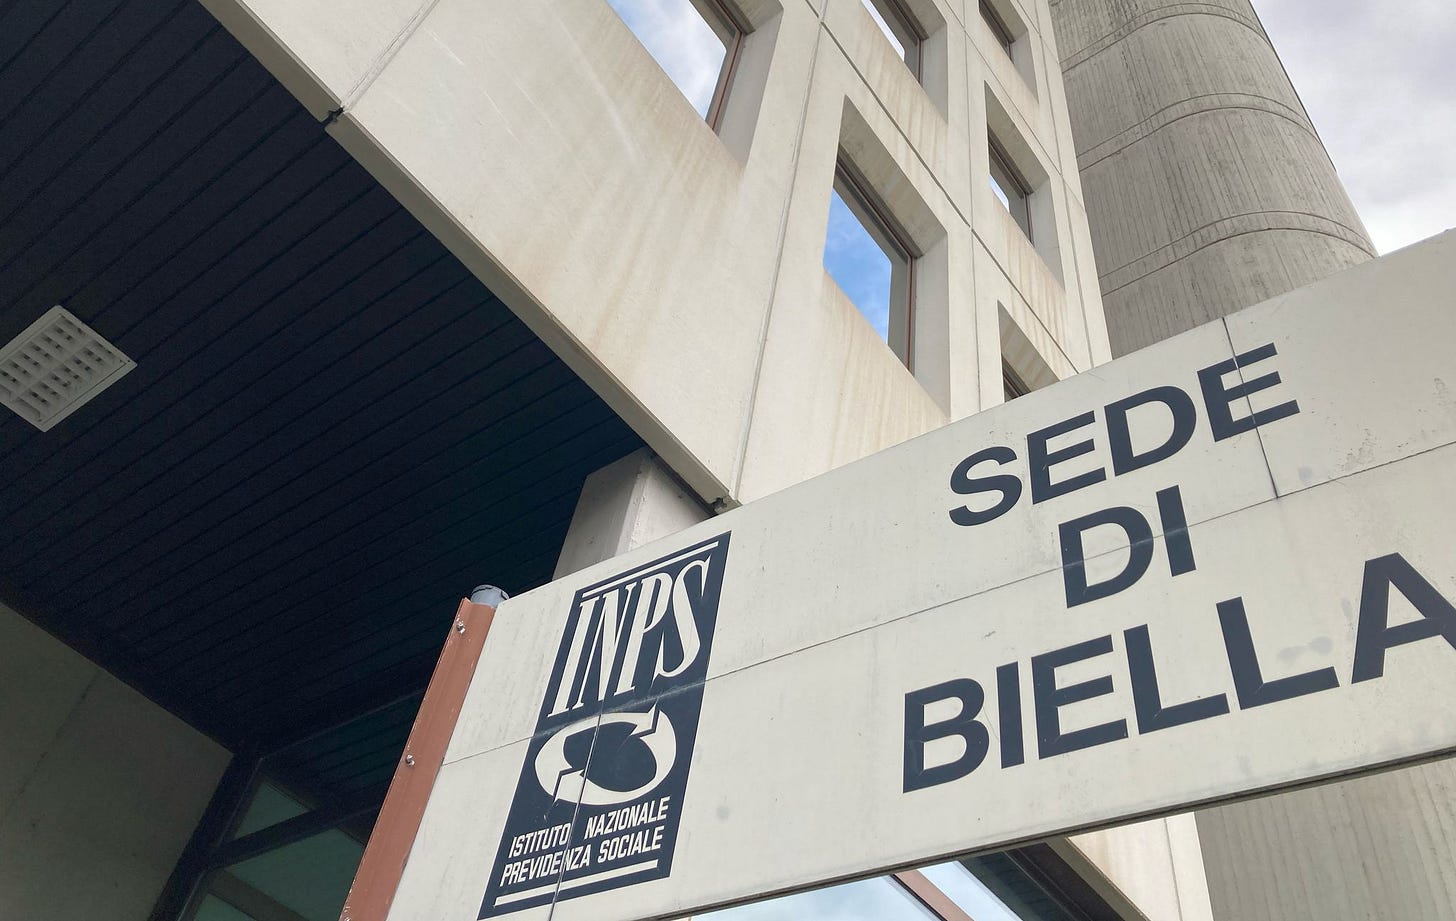 INPS
ISTITUTO NAZIONALE
PREVIDENZA SOCIALE
SEDE
DI
BIELLA